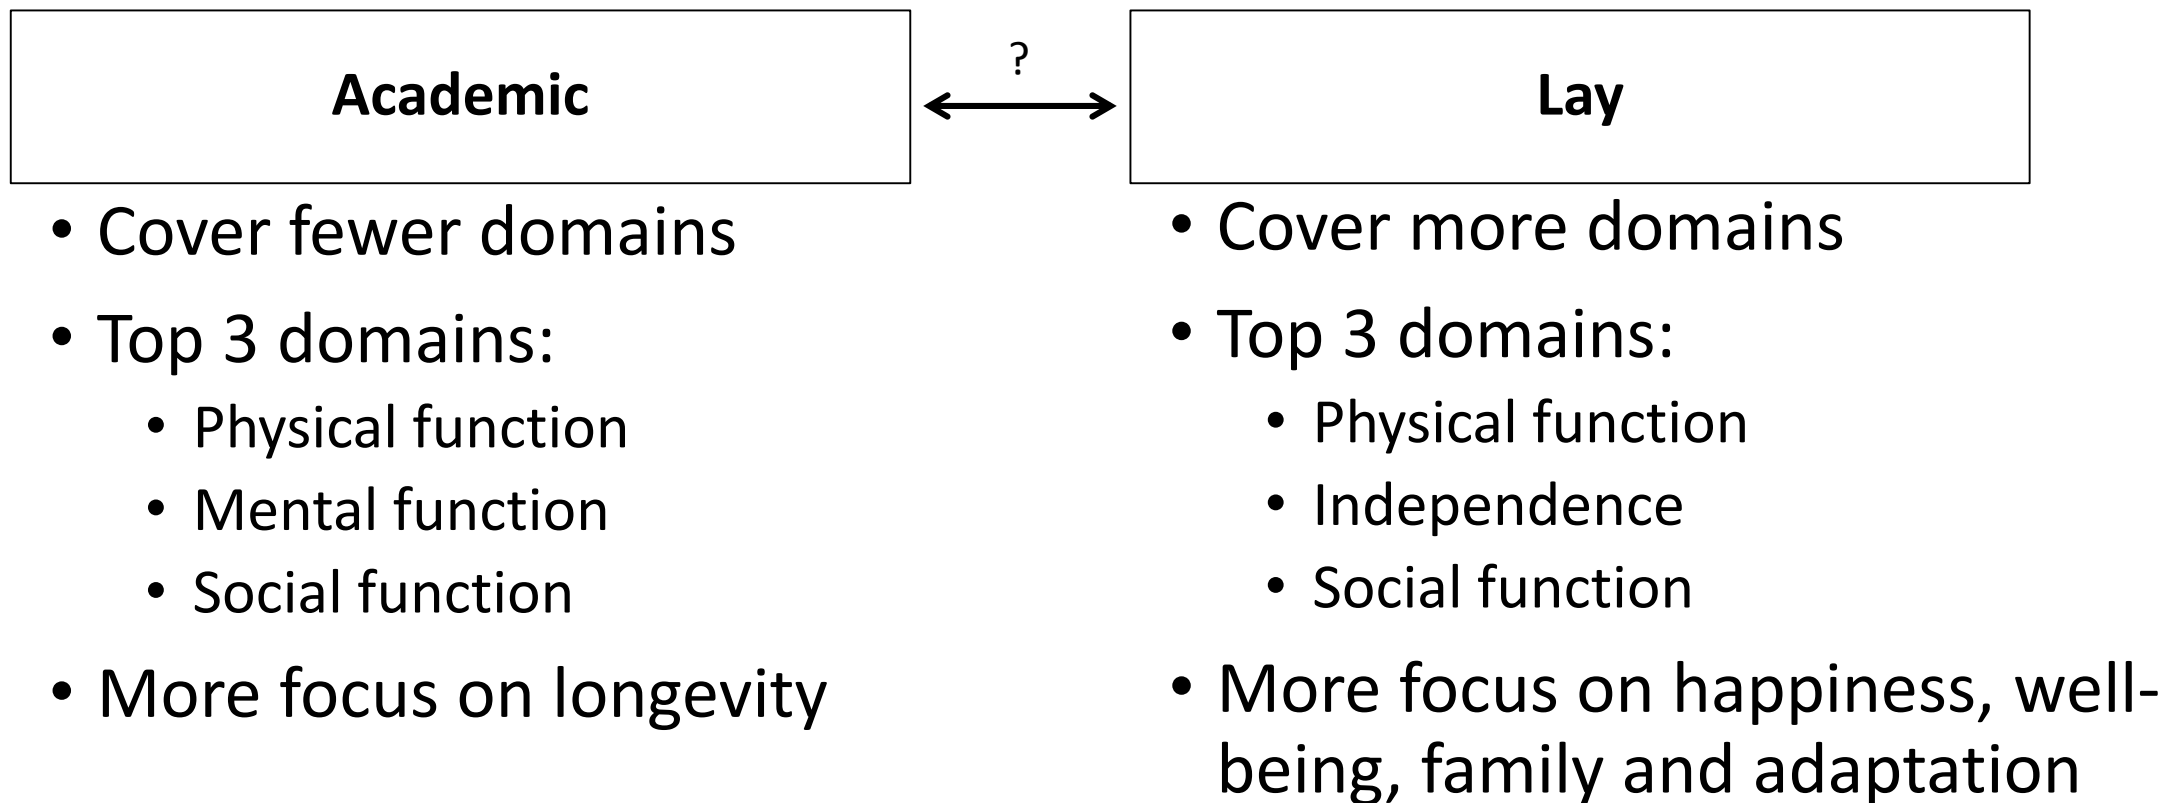 Academic
?
Lay
• Cover fewer domains
• Top 3 domains:
• Physical function
• Mental function
• Social function
• More focus on longevity
• Cover more domains
• Top 3 domains:
• Physical function
• Independence
• Social function
• More focus on happiness, well-
being, family and adaptation